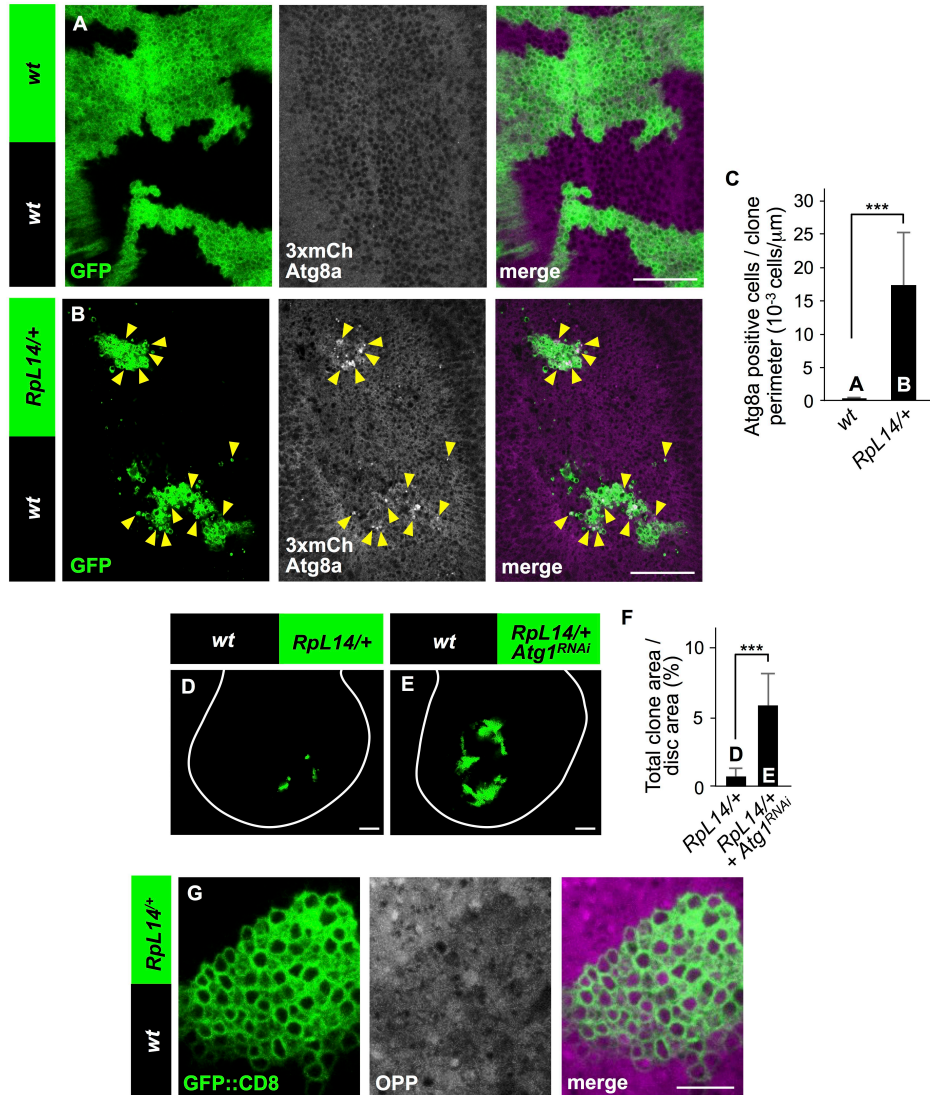 A
wt
wt
GFP
3xmCh
Atg8a
merge
B
RpL14/+
wt
GFP
3xmCh
Atg8a
merge
C
Atg8a positive cells / clone
perimeter (10⁻³ cells/μm)
30
25
20
15
10
5
0
***
A
B
wt
RpL14/+
wt
RpL14/+
wt
RpL14/+
Atg1ᴿᴺᴬⁱ
D
E
F
Total clone area /
disc area (%)
10
5
0
***
D
E
RpL14/+
RpL14/+
+ Atg1ᴿᴺᴬⁱ
G
RpL14/+
wt
GFP::CD8
OPP
merge